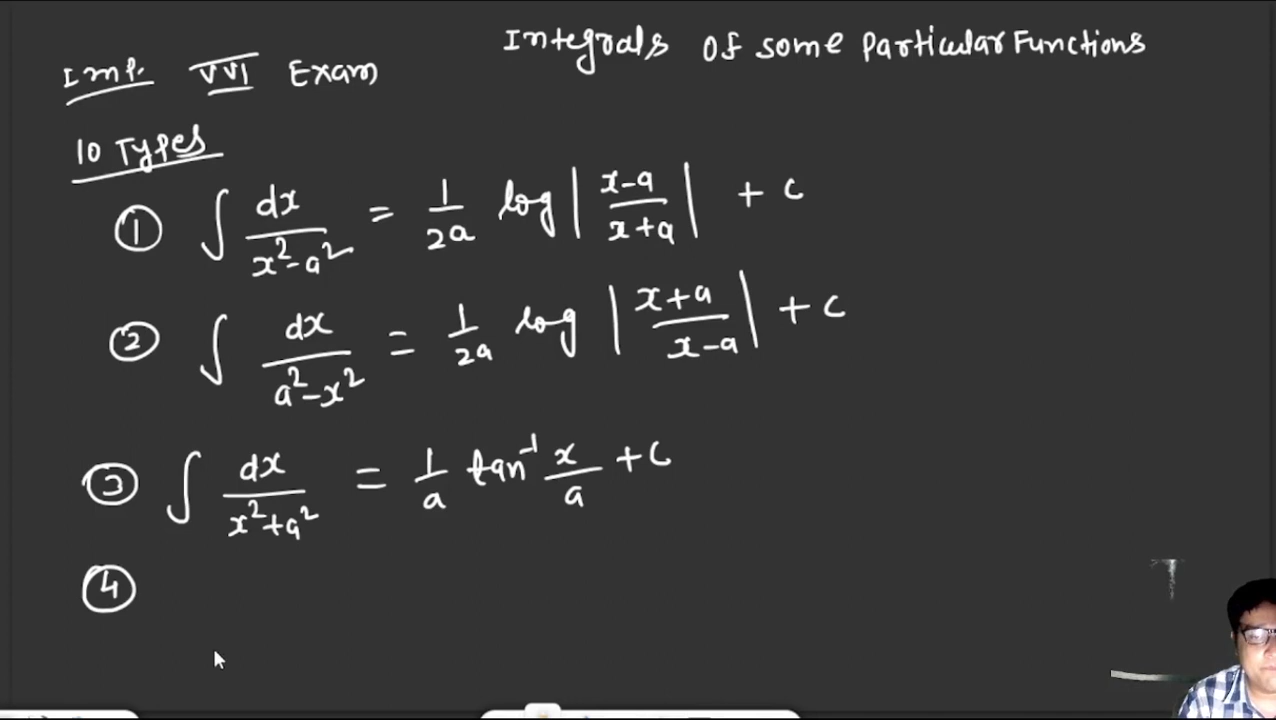 Integrals of some Particular Functions
Imp. VVI Exam
10 Types
① ∫ dx/(x²-a²) = 1/2a log |(x-a)/(x+a)| + c
② ∫ dx/(a²-x²) = 1/2a log |(x+a)/(x-a)| + c
③ ∫ dx/(x²+a²) = 1/a tan⁻¹ x/a + c
④